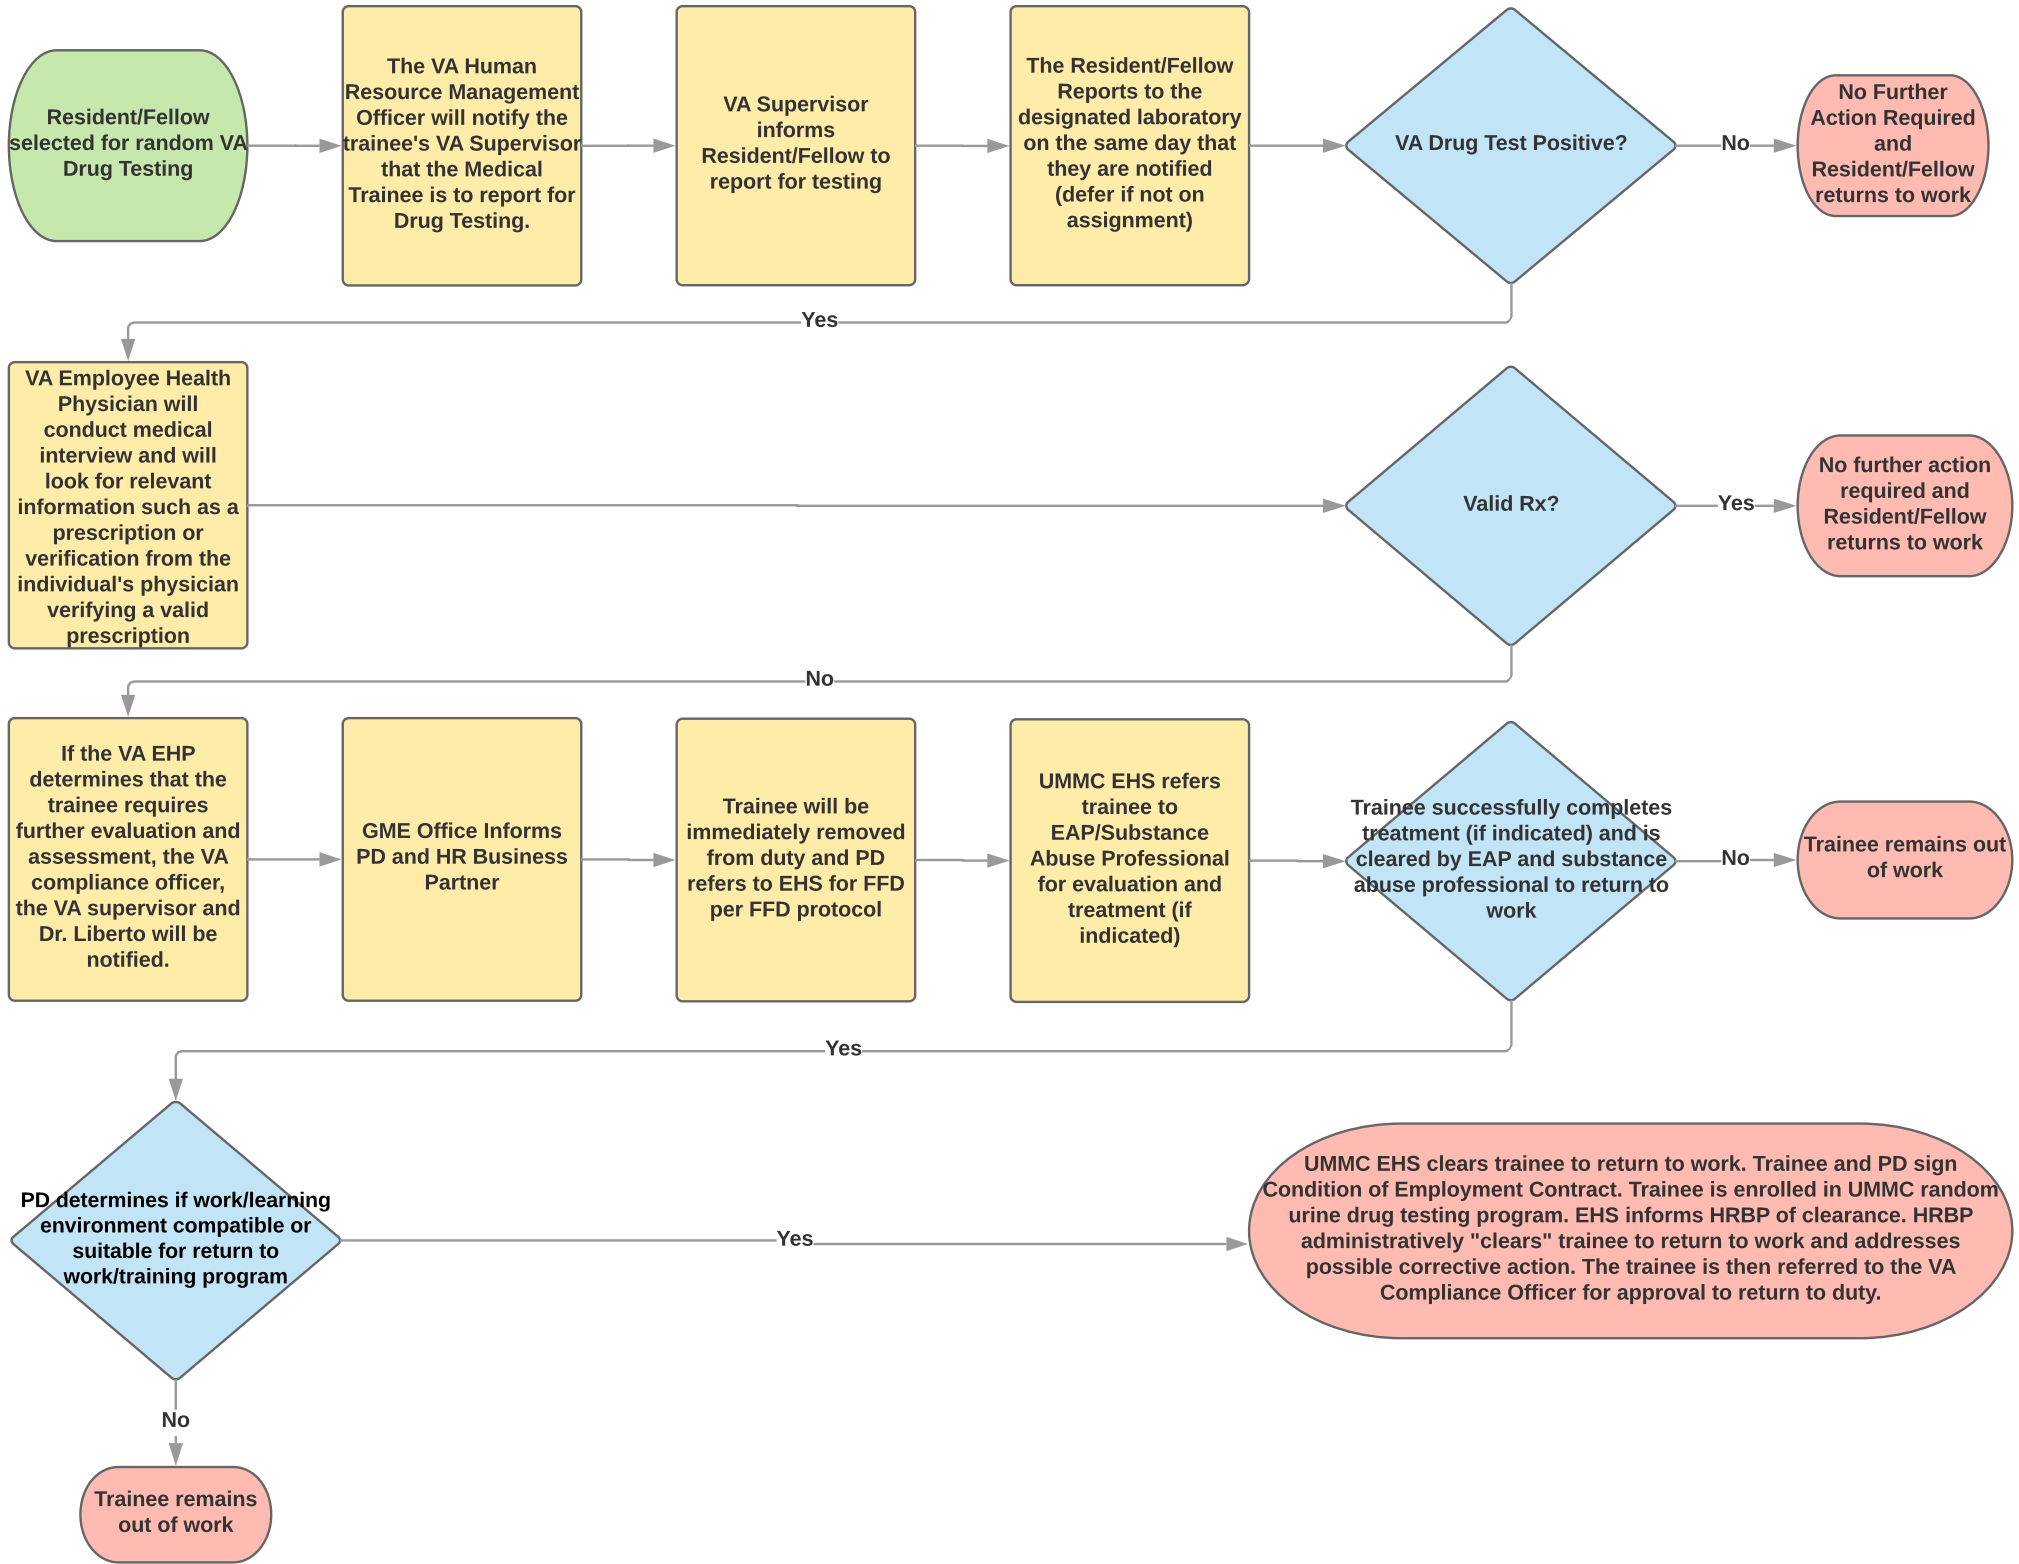 Resident/Fellow
selected for random VA
Drug Testing
The VA Human
Resource Management
Officer will notify the
trainee's VA Supervisor
that the Medical
Trainee is to report for
Drug Testing.
VA Supervisor
informs
Resident/Fellow to
report for testing
The Resident/Fellow
Reports to the
designated laboratory
on the same day that
they are notified
(defer if not on
assignment)
VA Drug Test Positive?
No
No Further
Action Required
and
Resident/Fellow
returns to work
Yes
VA Employee Health
Physician will
conduct medical
interview and will
look for relevant
information such as a
prescription or
verification from the
individual's physician
verifying a valid
prescription
Valid Rx?
Yes
No further action
required and
Resident/Fellow
returns to work
No
If the VA EHP
determines that the
trainee requires
further evaluation and
assessment, the VA
compliance officer,
the VA supervisor and
Dr. Liberto will be
notified.
GME Office Informs
PD and HR Business
Partner
Trainee will be
immediately removed
from duty and PD
refers to EHS for FFD
per FFD protocol
UMMC EHS refers
trainee to
EAP/Substance
Abuse Professional
for evaluation and
treatment (if
indicated)
Trainee successfully completes
treatment (if indicated) and is
cleared by EAP and substance
abuse professional to return to
work
No
Trainee remains out
of work
Yes
PD determines if work/learning
environment compatible or
suitable for return to
work/training program
Yes
UMMC EHS clears trainee to return to work. Trainee and PD sign
Condition of Employment Contract. Trainee is enrolled in UMMC random
urine drug testing program. EHS informs HRBP of clearance. HRBP
administratively "clears" trainee to return to work and addresses
possible corrective action. The trainee is then referred to the VA
Compliance Officer for approval to return to duty.
No
Trainee remains
out of work